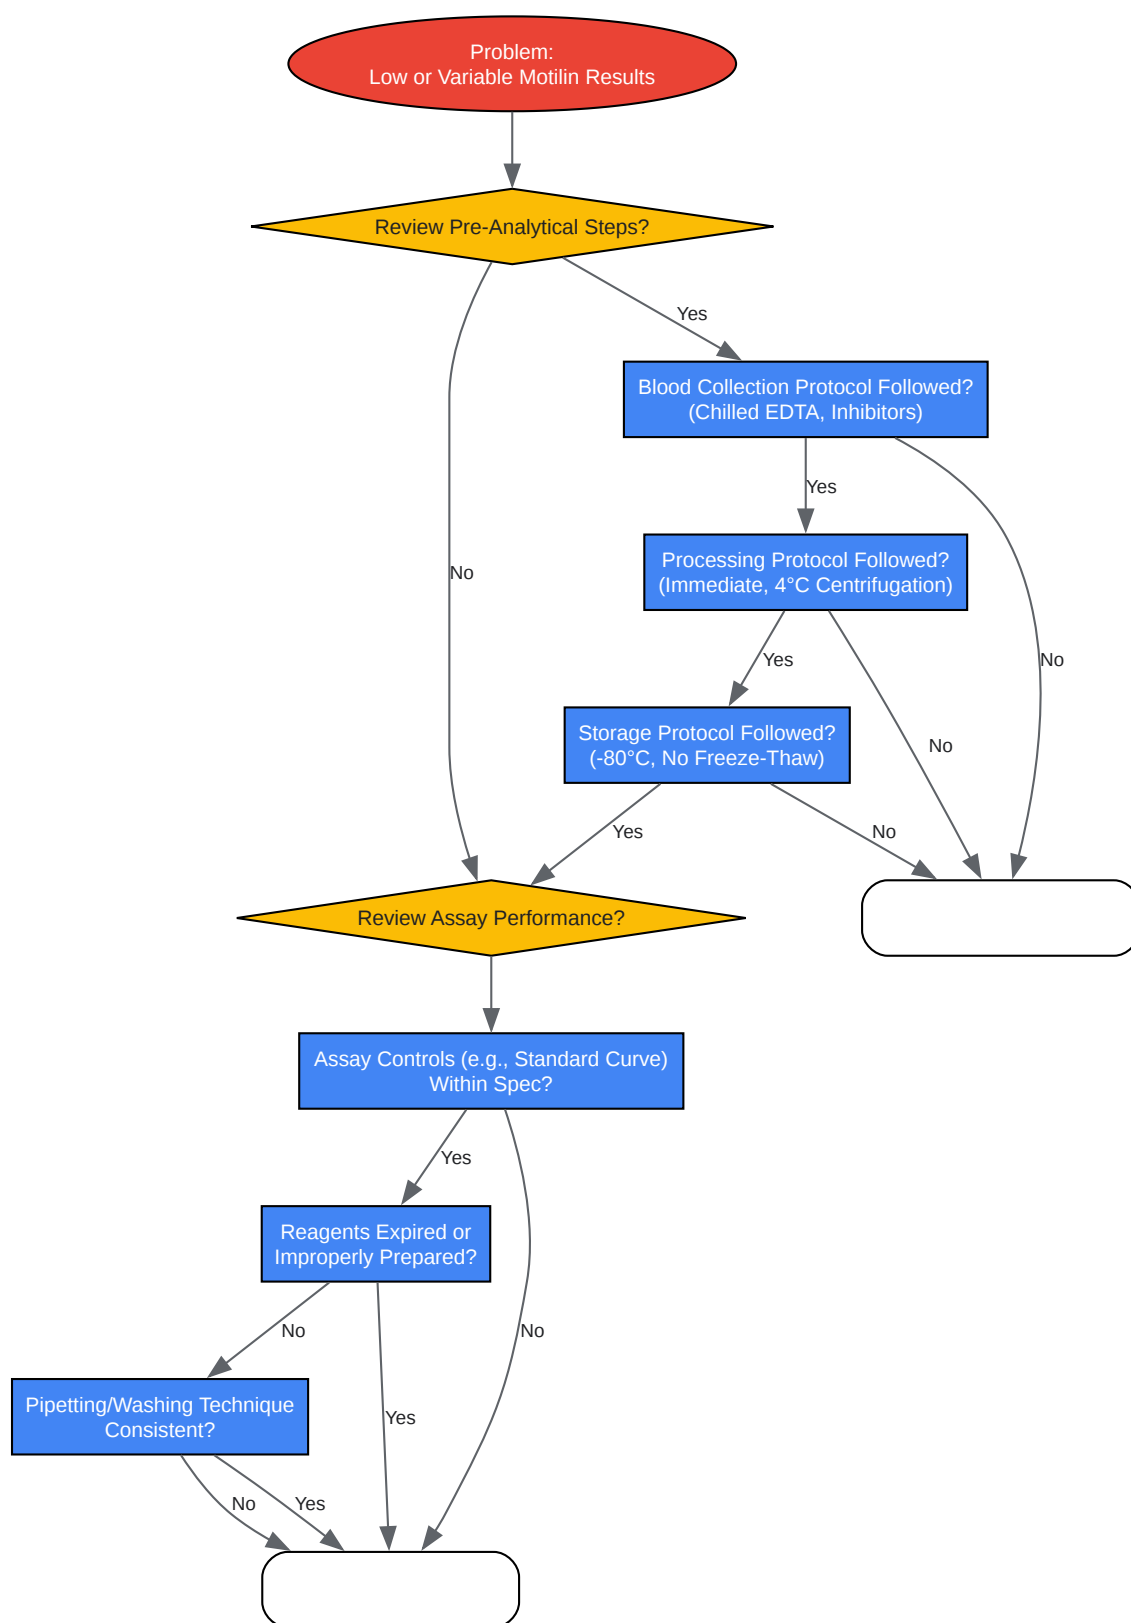 Problem:
Low or Variable Motilin Results
Review Pre-Analytical Steps?
Yes
Blood Collection Protocol Followed?
(Chilled EDTA, Inhibitors)
Yes
Processing Protocol Followed?
(Immediate, 4°C Centrifugation)
No
Yes
No
Storage Protocol Followed?
(-80°C, No Freeze-Thaw)
No
Yes
No
Review Assay Performance?
Assay Controls (e.g., Standard Curve)
Within Spec?
Yes
Reagents Expired or
Improperly Prepared?
No
No
Pipetting/Washing Technique
Consistent?
Yes
No
Yes